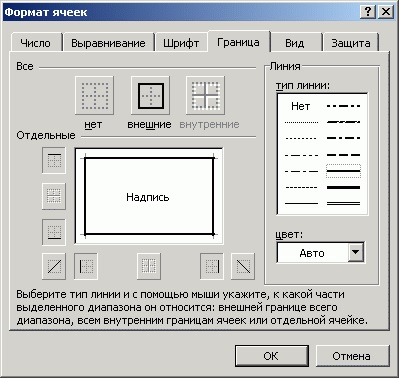 Формат ячеек
Число Выравнивание Шрифт Граница Вид Защита
Все
нет внешние внутренние
Отдельные
Надпись
Линия
тип линии:
Нет
цвет:
Авто
Выберите тип линии и с помощью мыши укажите, к какой части
выделенного диапазона он относится: внешней границе всего
диапазона, всем внутренним границам ячеек или отдельной ячейке.
OK Отмена